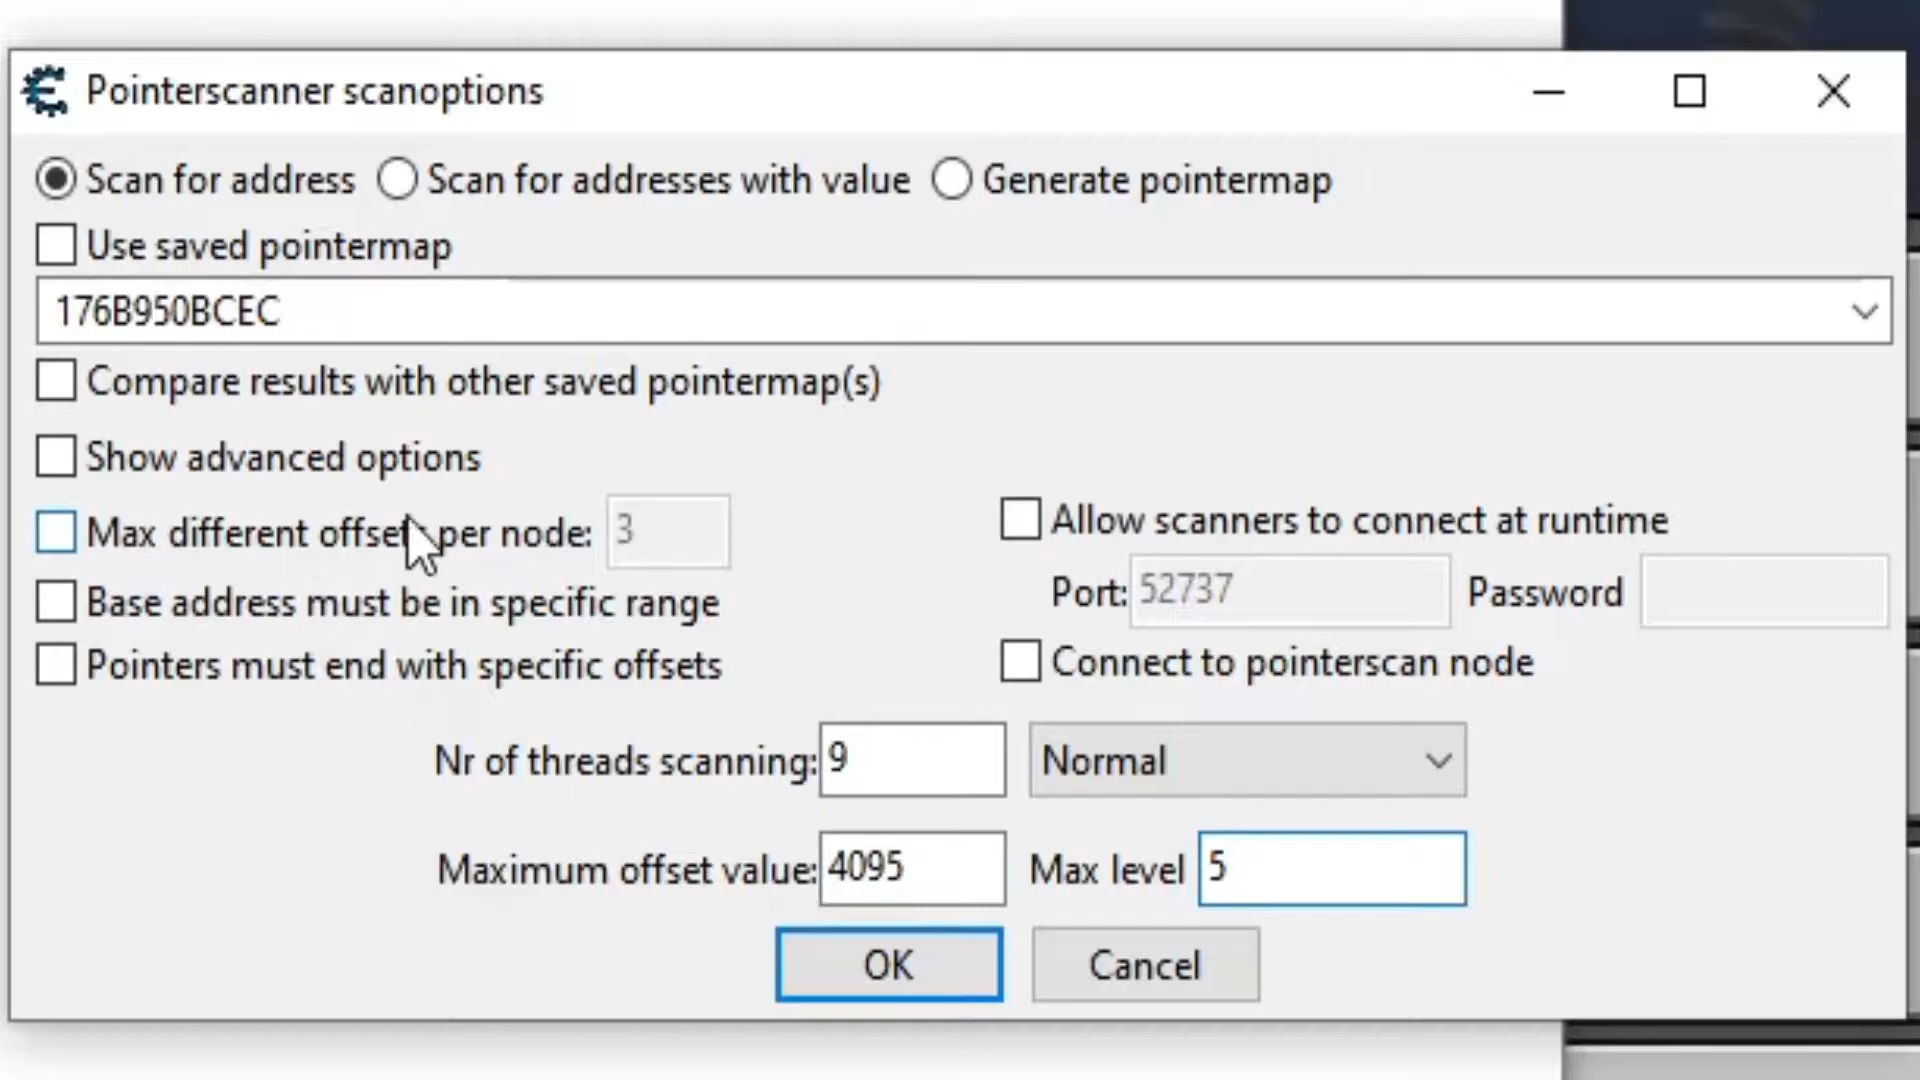 Pointerscanner scanoptions
Scan for address Scan for addresses with value Generate pointermap
Use saved pointermap
176B950BCEC
Compare results with other saved pointermap(s)
Show advanced options
Max different offsets per node: 3
Allow scanners to connect at runtime
Port: 52737 Password
Base address must be in specific range
Pointers must end with specific offsets
Connect to pointerscan node
Nr of threads scanning: 9 Normal
Maximum offset value: 4095 Max level 5
OK Cancel